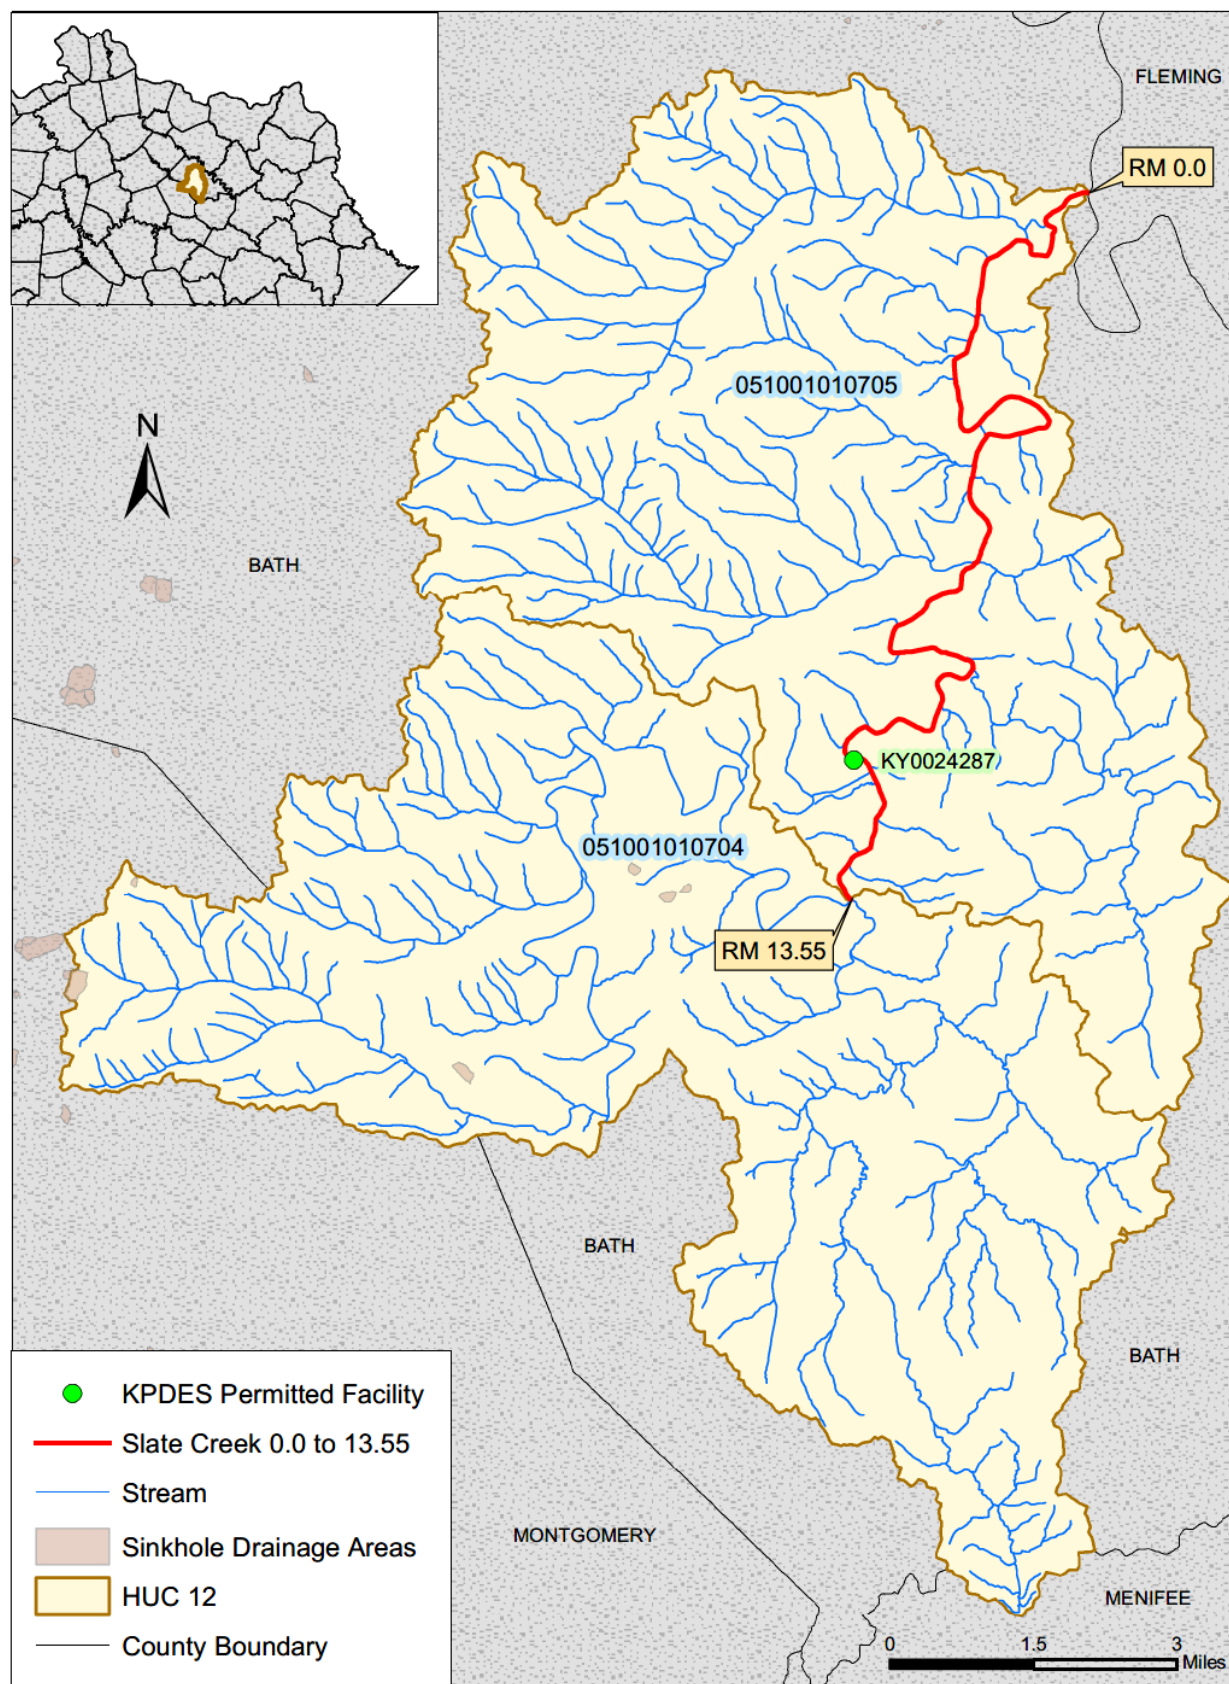 FLEMING
RM 0.0
051001010705
N
BATH
KY0024287
051001010704
RM 13.55
BATH
BATH
MONTGOMERY
MENIFEE
KPDES Permitted Facility
Slate Creek 0.0 to 13.55
Stream
Sinkhole Drainage Areas
HUC 12
County Boundary
0 1.5 3
Miles